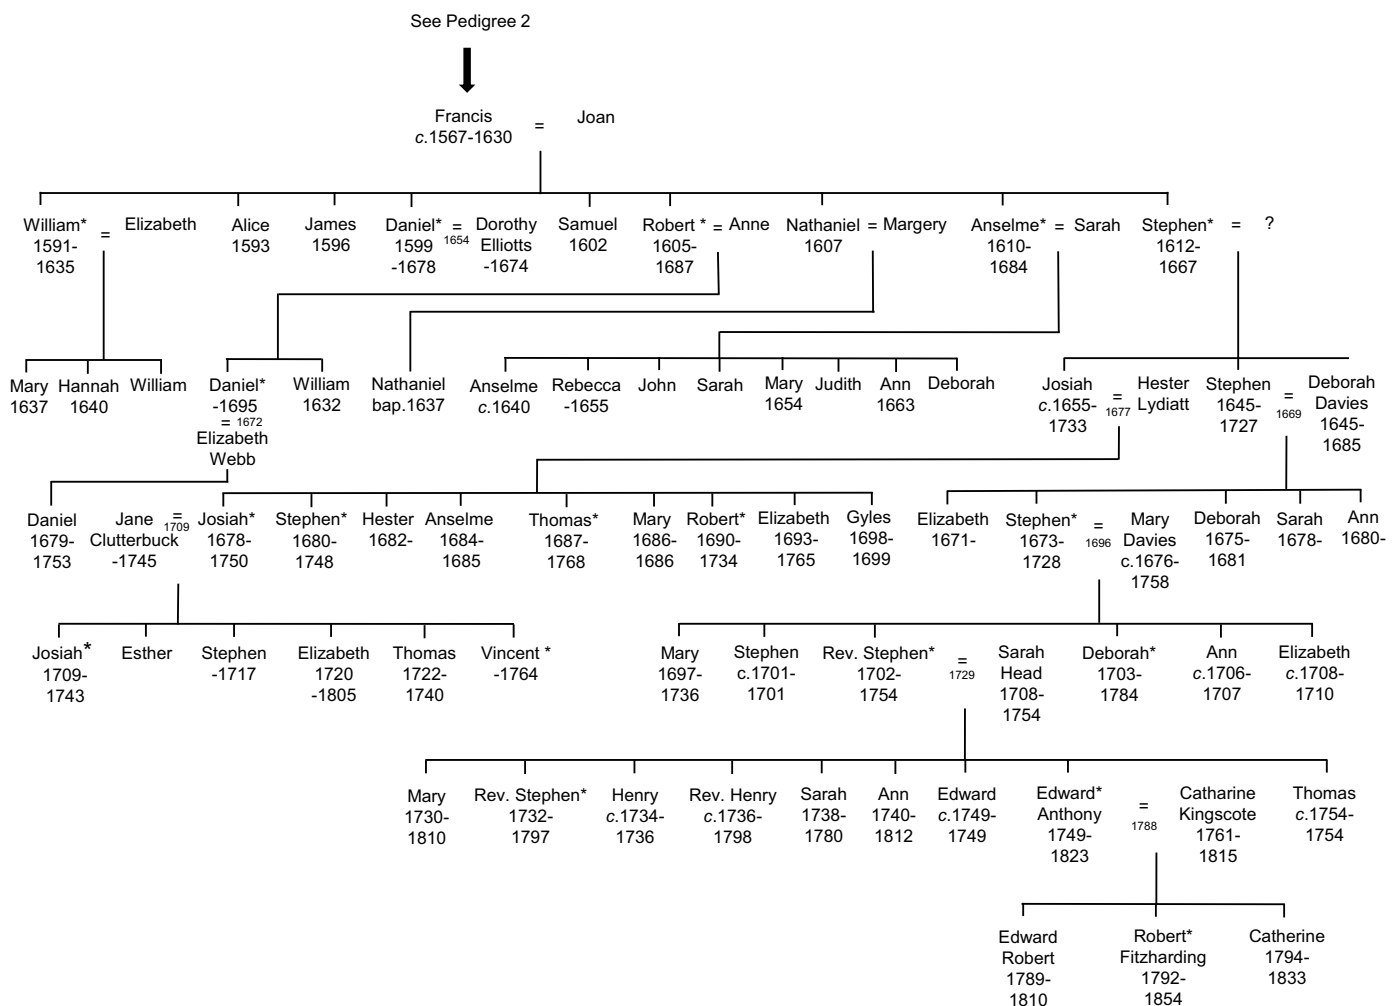 See Pedigree 2
Francis
c.1567-1630
=
Joan
William*
1591-
1635
=
Elizabeth
Alice
1593
James
1596
Daniel*
1599
-1678
=
1654
Dorothy
Elliotts
-1674
Samuel
1602
Robert *
1605-
1687
=
Anne
Nathaniel
1607
=
Margery
Anselme*
1610-
1684
=
Sarah
Stephen*
1612-
1667
=
?
Mary
1637
Hannah
1640
William
Daniel*
-1695
= 1672
Elizabeth
Webb
William
1632
Nathaniel
bap.1637
Anselme
c.1640
Rebecca
-1655
John
Sarah
Mary
1654
Judith
Ann
1663
Deborah
Josiah
c.1655-
1733
=
1677
Hester
Lydiatt
Stephen
1645-
1727
=
1669
Deborah
Davies
1645-
1685
Daniel
1679-
1753
Jane
Clutterbuck
-1745
=
1709
Josiah*
1678-
1750
Stephen*
1680-
1748
Hester
1682-
Anselme
1684-
1685
Thomas*
1687-
1768
Mary
1686-
1686
Robert*
1690-
1734
Elizabeth
1693-
1765
Gyles
1698-
1699
Elizabeth
1671-
Stephen*
1673-
1728
=
1696
Mary
Davies
c.1676-
1758
Deborah
1675-
1681
Sarah
1678-
Ann
1680-
Josiah*
1709-
1743
Esther
Stephen
-1717
Elizabeth
1720
-1805
Thomas
1722-
1740
Vincent *
-1764
Mary
1697-
1736
Stephen
c.1701-
1701
Rev. Stephen*
1702-
1754
=
1729
Sarah
Head
1708-
1754
Deborah*
1703-
1784
Ann
c.1706-
1707
Elizabeth
c.1708-
1710
Mary
1730-
1810
Rev. Stephen*
1732-
1797
Henry
c.1734-
1736
Rev. Henry
c.1736-
1798
Sarah
1738-
1780
Ann
1740-
1812
Edward
c.1749-
1749
Edward*
Anthony
1749-
1823
=
1788
Catharine
Kingscote
1761-
1815
Thomas
c.1754-
1754
Edward
Robert
1789-
1810
Robert*
Fitzharding
1792-
1854
Catherine
1794-
1833